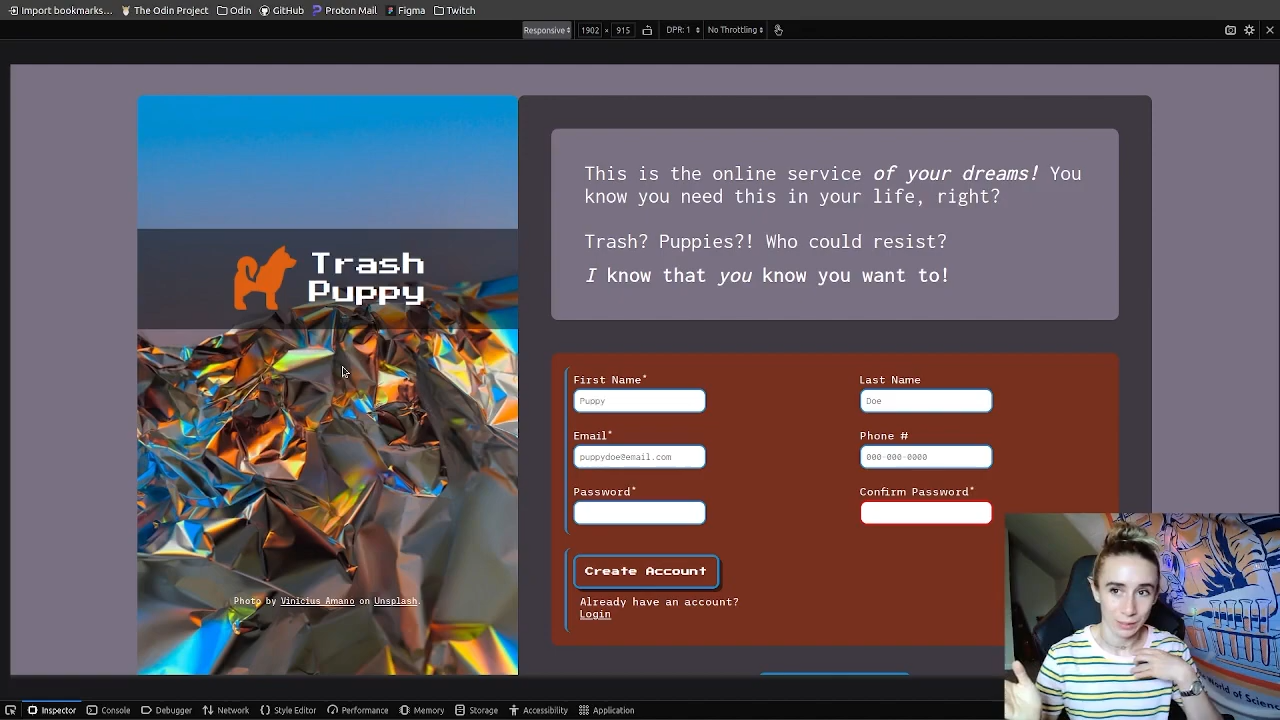 Import bookmarks... The Odin Project Odin GitHub Proton Mail Figma Twitch
Responsive 1902 × 915 DPR: 1 No Throttling
This is the online service of your dreams! You
know you need this in your life, right?
Trash? Puppies?! Who could resist?
I know that you know you want to!
Trash
Puppy
First Name*
Last Name
Puppy
Doe
Email*
Phone #
puppydoe@email.com
000-000-0000
Password*
Confirm Password*
Create Account
Already have an account?
Login
Photo by Vinicius Amano on Unsplash.
World of Scienc
Inspector Console Debugger Network Style Editor Performance Memory Storage Accessibility Application